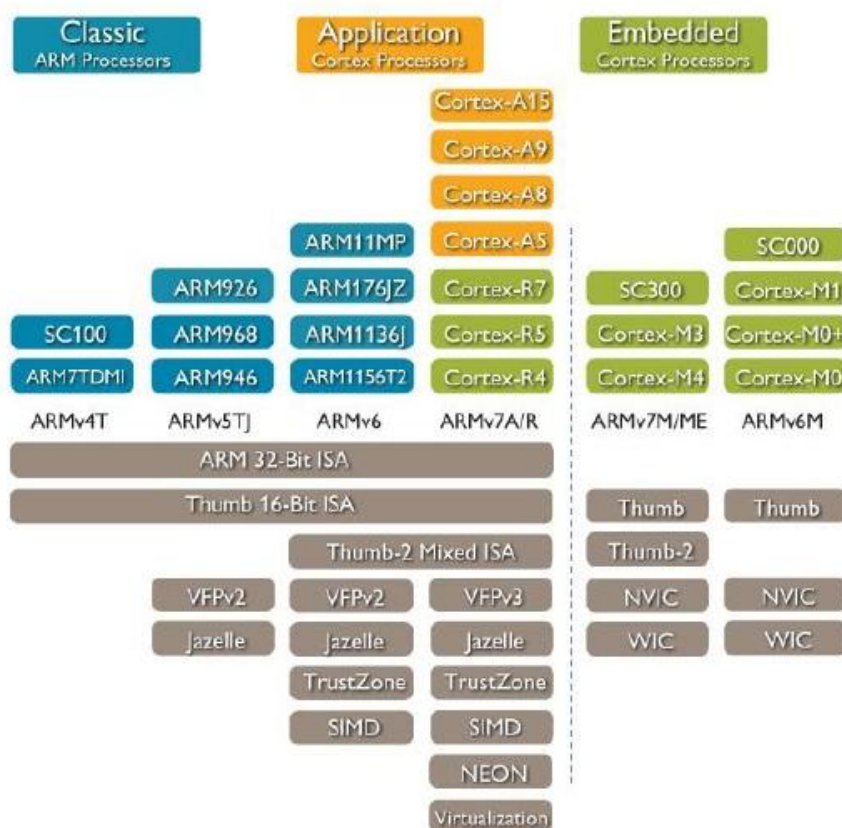 Classic
ARM Processors
Application
Cortex Processors
Embedded
Cortex Processors
Cortex-A15
Cortex-A9
Cortex-A8
ARM11MP
Cortex-A5
SC000
ARM926
ARM176JZ
Cortex-R7
SC300
Cortex-M1
SC100
ARM968
ARM1136J
Cortex-R5
Cortex-M3
Cortex-M0+
ARM7TDMI
ARM946
ARM1156T2
Cortex-R4
Cortex-M4
Cortex-M0
ARMv4T
ARMv5TJ
ARMv6
ARMv7A/R
ARMv7M/ME
ARMv6M
ARM 32-Bit ISA
Thumb 16-Bit ISA
Thumb
Thumb
Thumb-2 Mixed ISA
Thumb-2
VFPv2
VFPv2
VFPv3
NVIC
NVIC
Jazelle
Jazelle
Jazelle
WIC
WIC
TrustZone
TrustZone
SIMD
SIMD
NEON
Virtualization